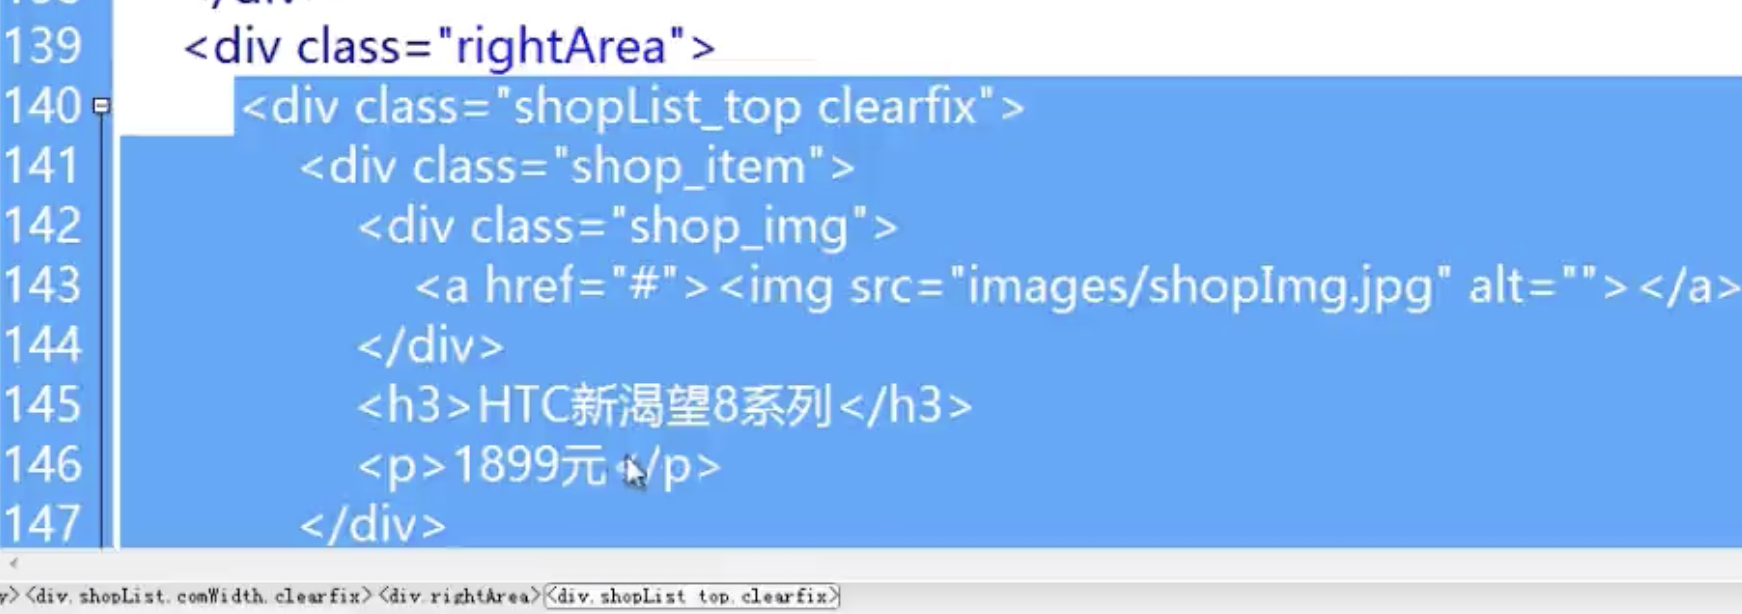 139 <div class="rightArea">
140 <div class="shopList_top clearfix">
141 <div class="shop_item">
142 <div class="shop_img">
143 <a href="#"><img src="images/shopImg.jpg" alt=""></a>
144 </div>
145 <h3>HTC新渴望8系列</h3>
146 <p>1899元</p>
147 </div>
<div.shopList.comWidth.clearfix><div.rightArea><div.shopList_top.clearfix>